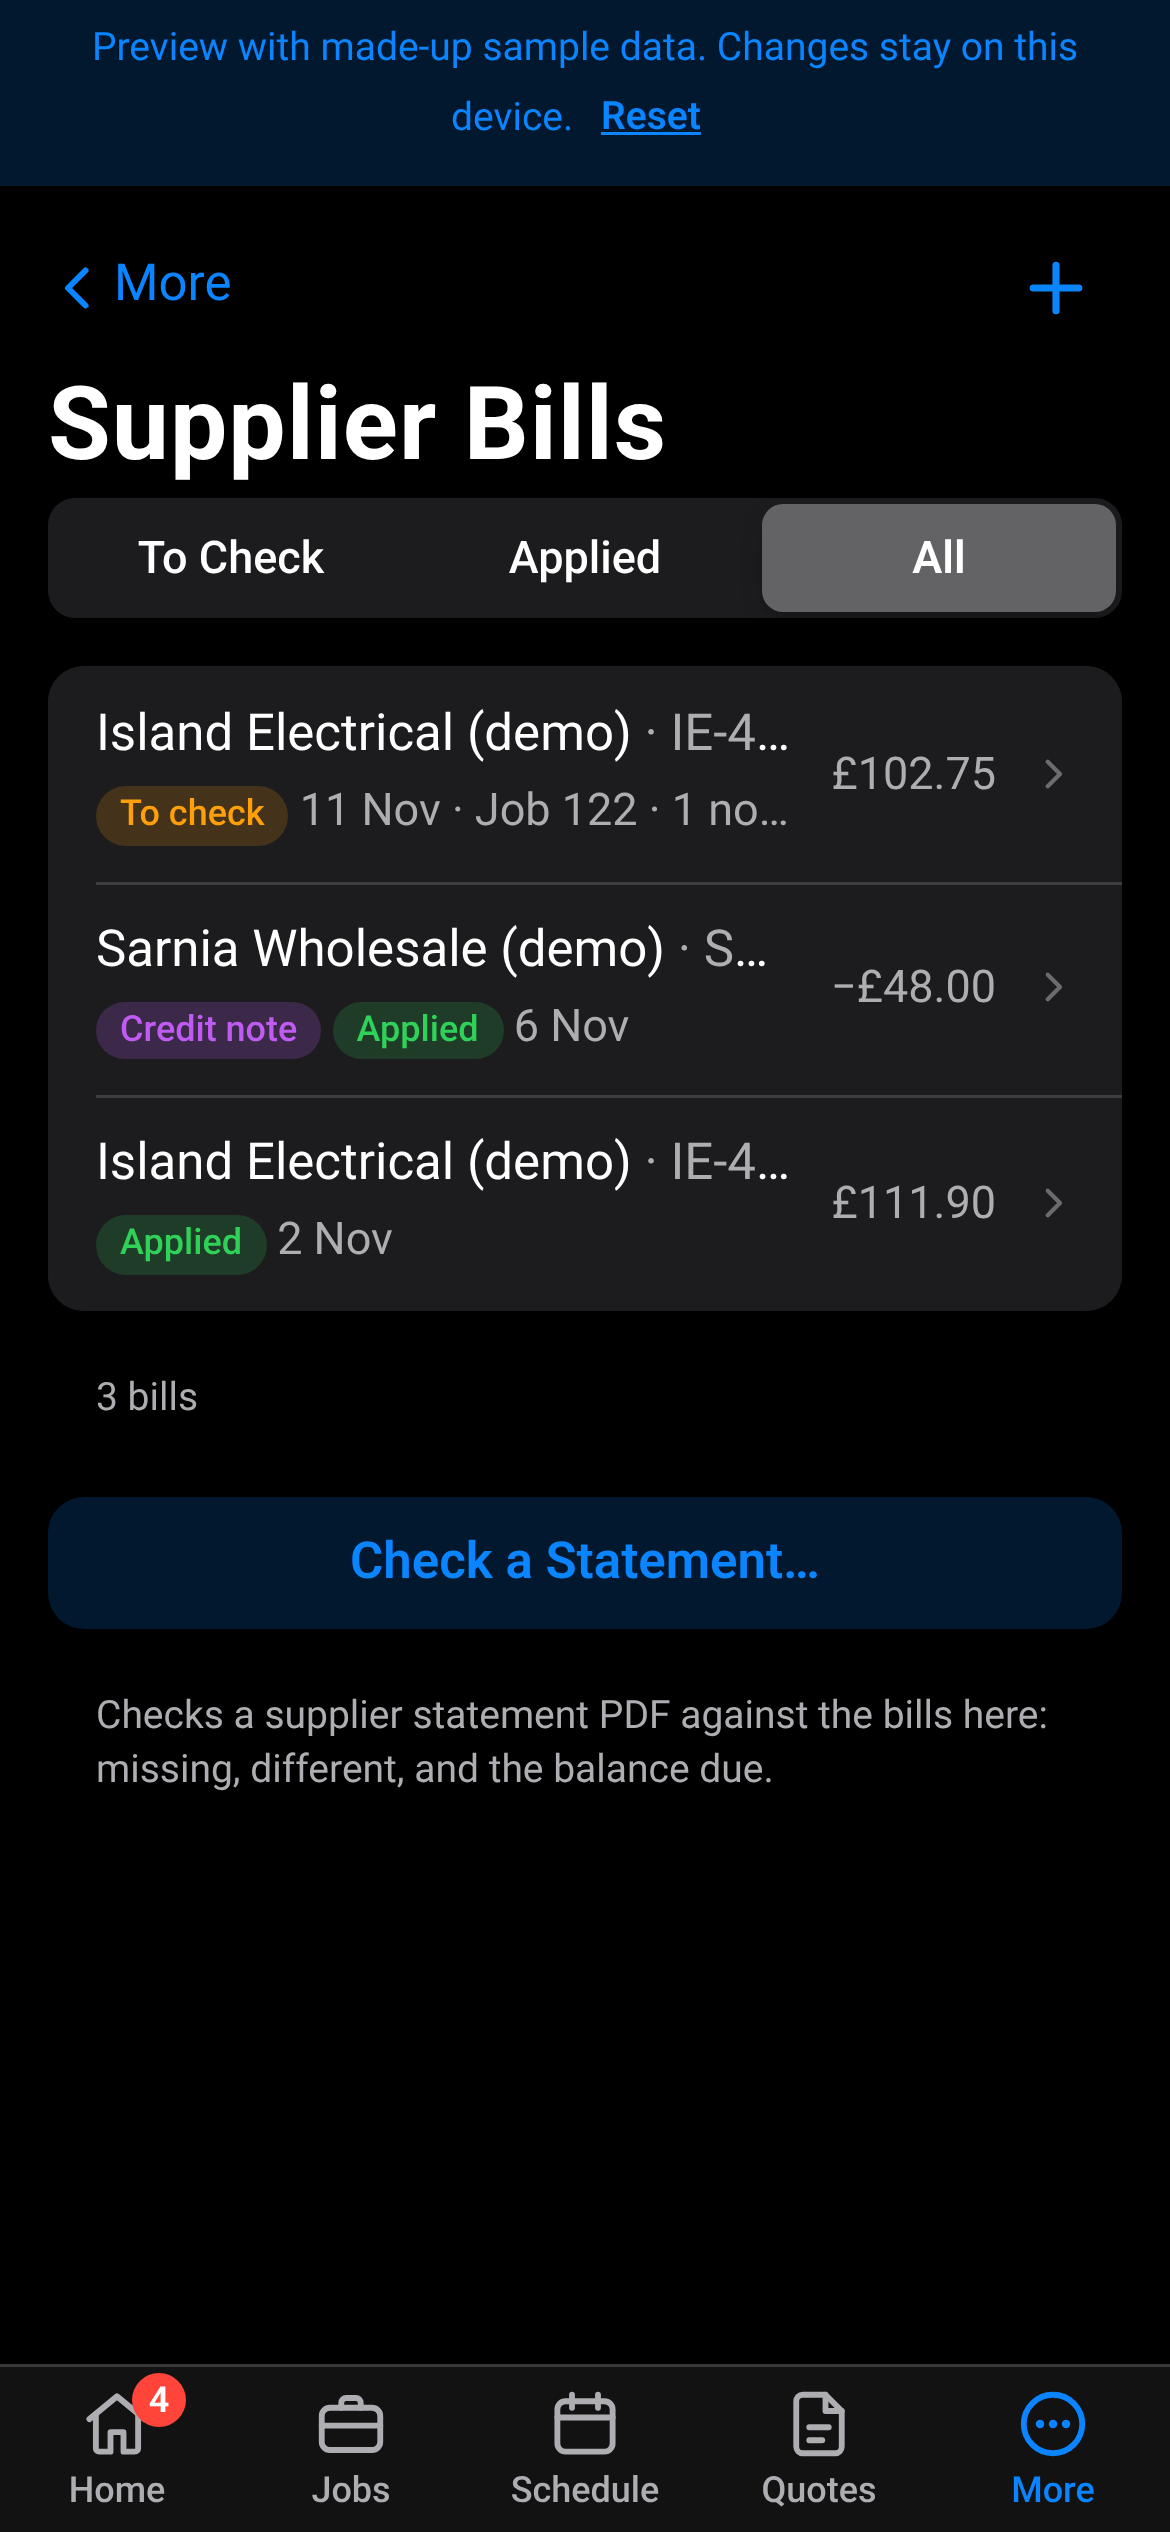 Preview with made-up sample data. Changes stay on this
device. Reset
More
Supplier Bills
To Check Applied All
Island Electrical (demo) · IE-4…
£102.75
To check 11 Nov · Job 122 · 1 no…
Sarnia Wholesale (demo) · S…
−£48.00
Credit note Applied 6 Nov
Island Electrical (demo) · IE-4…
£111.90
Applied 2 Nov
3 bills
Check a Statement…
Checks a supplier statement PDF against the bills here:
missing, different, and the balance due.
4
Home Jobs Schedule Quotes More